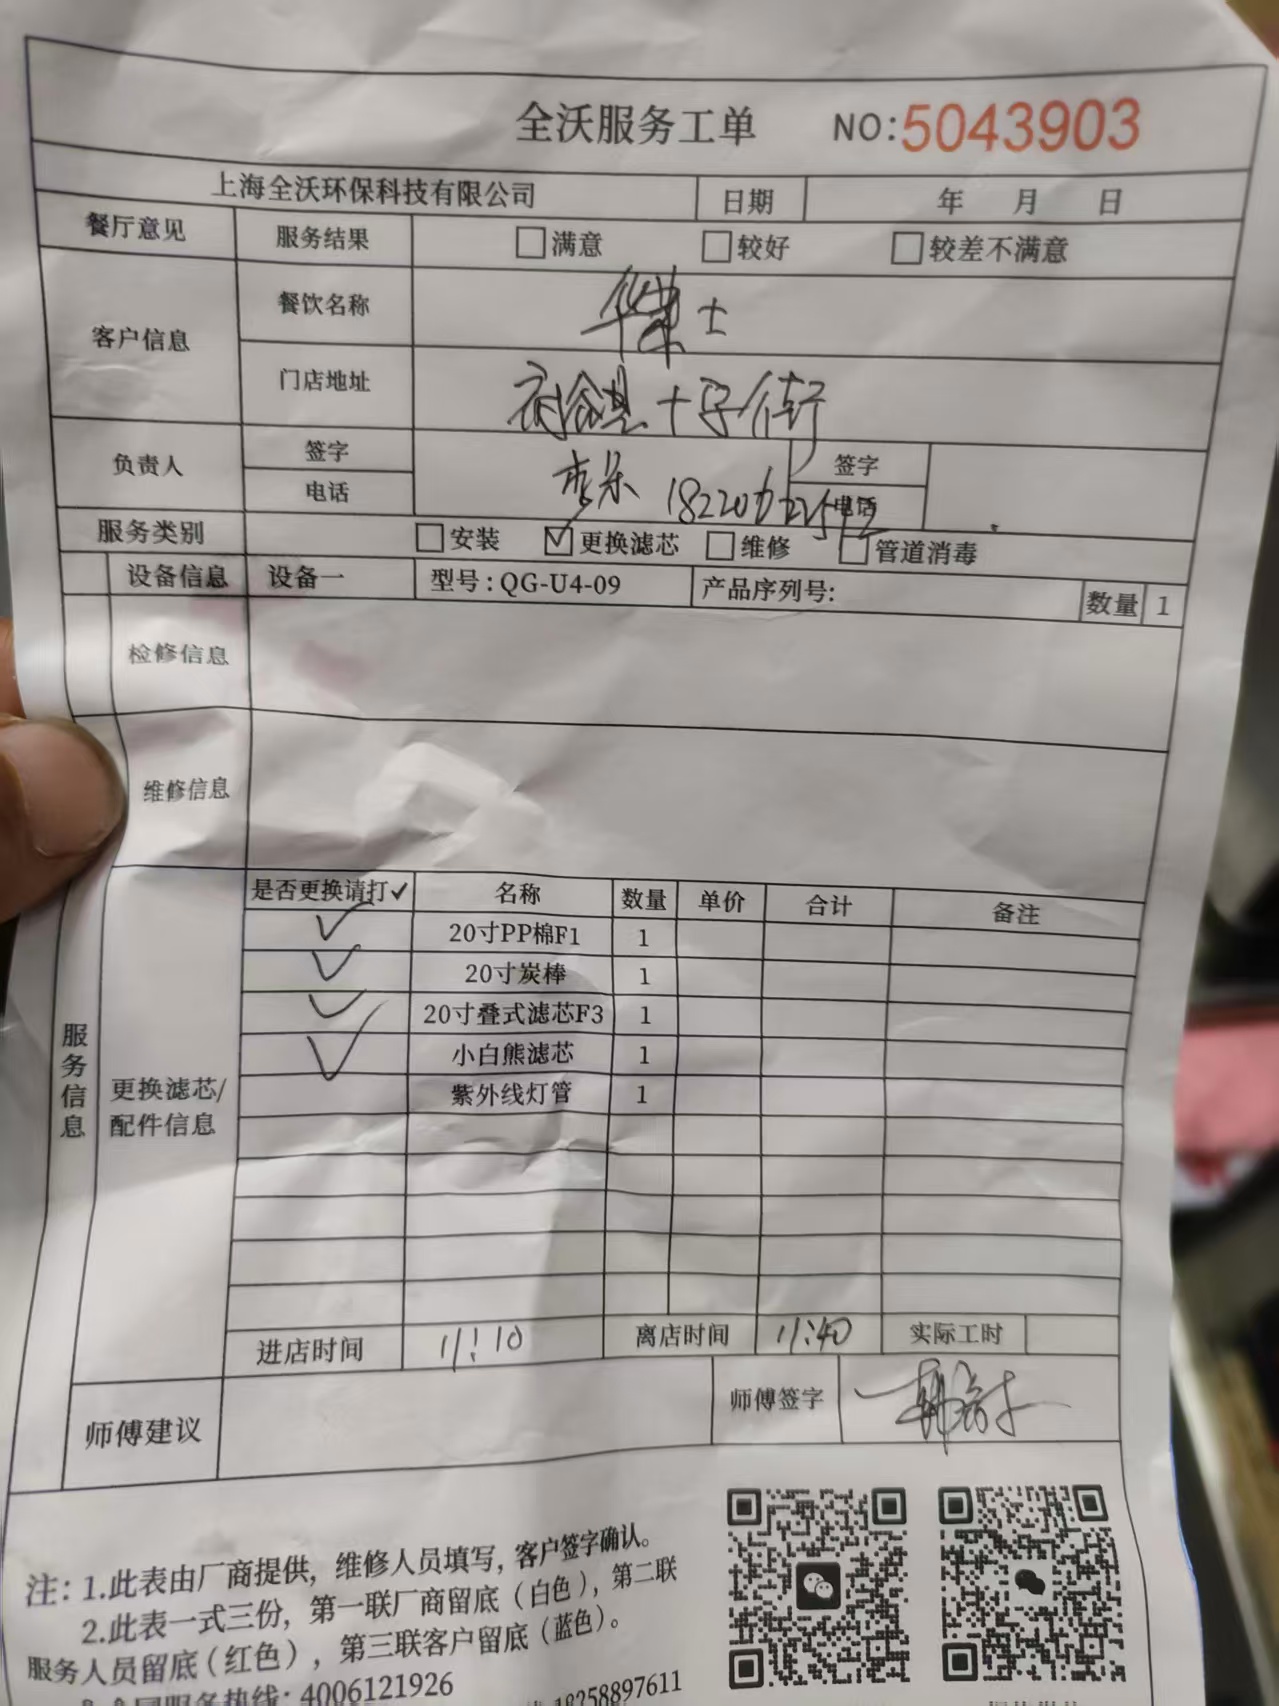 全沃服务工单 NO:5043903
上海全沃环保科技有限公司 日期 年 月 日
餐厅意见 服务结果 □满意 □较好 □较差不满意
客户信息 餐饮名称 华莱士
门店地址 十字街
负责人 签字 签字
电话 电话
服务类别 □安装 ☑更换滤芯 □维修 □管道消毒
设备信息 设备一 型号:QG-U4-09 产品序列号: 数量 1
检修信息
维修信息
服务信息
更换滤芯/
配件信息
是否更换请打✓ 名称 数量 单价 合计 备注
✓ 20寸PP棉F1 1
✓ 20寸炭棒 1
✓ 20寸叠式滤芯F3 1
✓ 小白熊滤芯 1
紫外线灯管 1
进店时间 11:10 离店时间 11:40 实际工时
师傅建议 师傅签字
注:1.此表由厂商提供，维修人员填写，客户签字确认。
2.此表一式三份，第一联厂商留底（白色），第二联
服务人员留底（红色），第三联客户留底（蓝色）。
国服务热线: 4006121926 18258897611